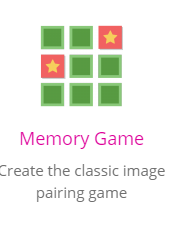 Memory Game
Create the classic image
pairing game